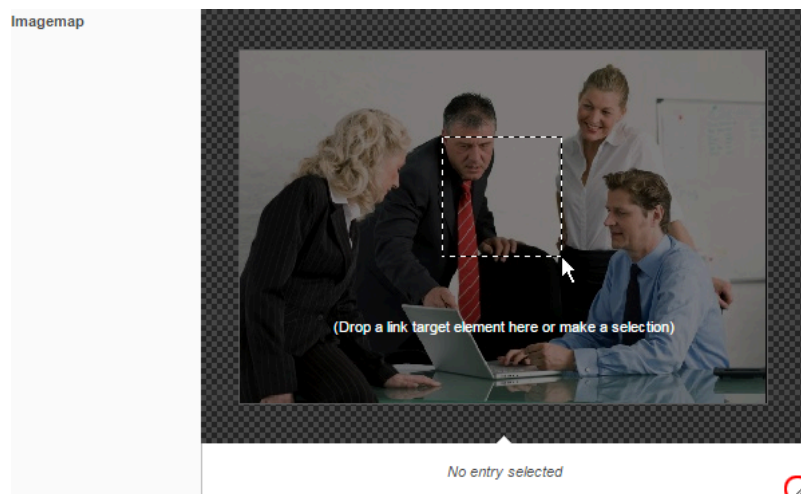 Imagemap
(Drop a link target element here or make a selection)
No entry selected